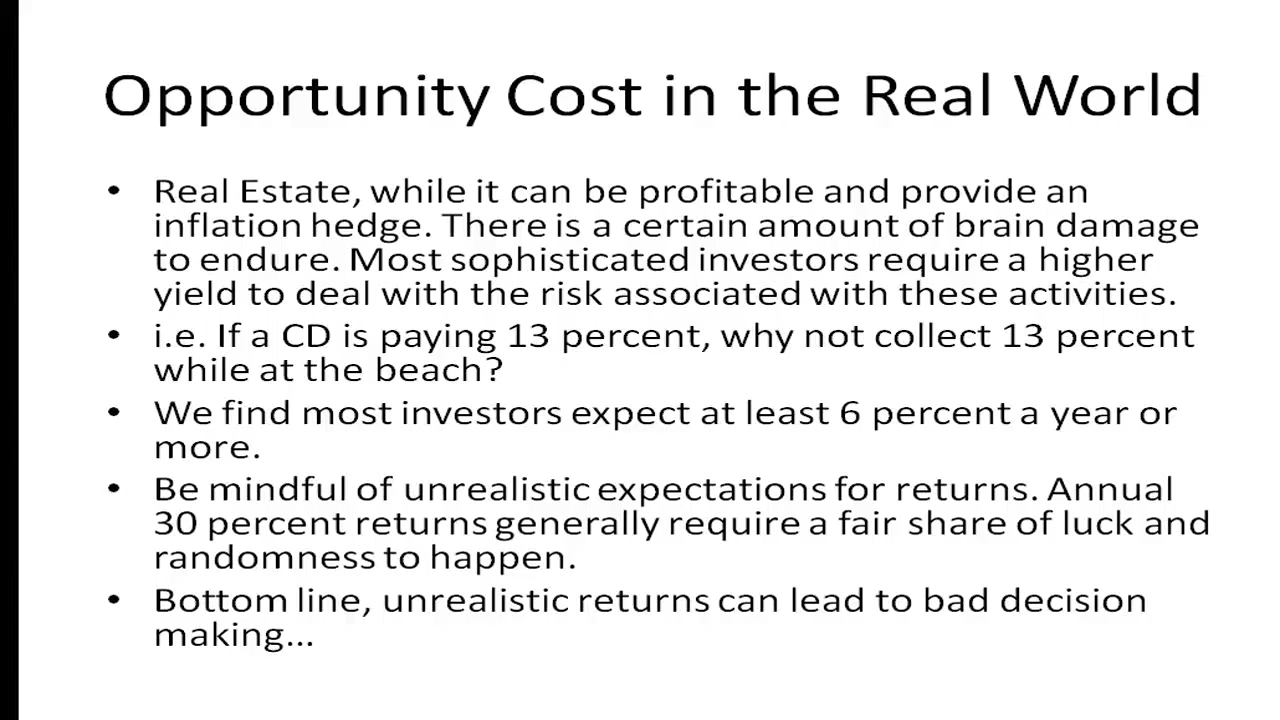 Opportunity Cost in the Real World
• Real Estate, while it can be profitable and provide an
inflation hedge. There is a certain amount of brain damage
to endure. Most sophisticated investors require a higher
yield to deal with the risk associated with these activities.
• i.e. If a CD is paying 13 percent, why not collect 13 percent
while at the beach?
• We find most investors expect at least 6 percent a year or
more.
• Be mindful of unrealistic expectations for returns. Annual
30 percent returns generally require a fair share of luck and
randomness to happen.
• Bottom line, unrealistic returns can lead to bad decision
making...